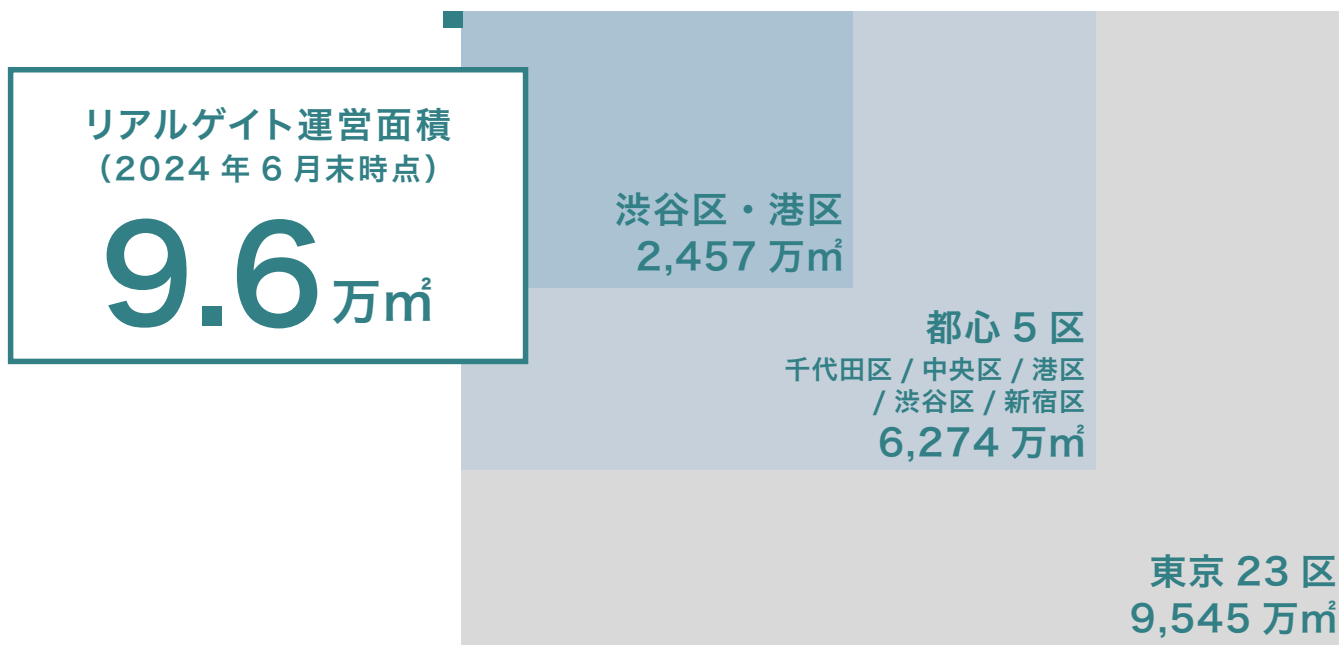 リアルゲイト運営面積
（2024 年 6 月末時点）
9.6 万㎡
渋谷区・港区
2,457 万㎡
都心 5 区
千代田区 / 中央区 / 港区
/ 渋谷区 / 新宿区
6,274 万㎡
東京 23 区
9,545 万㎡